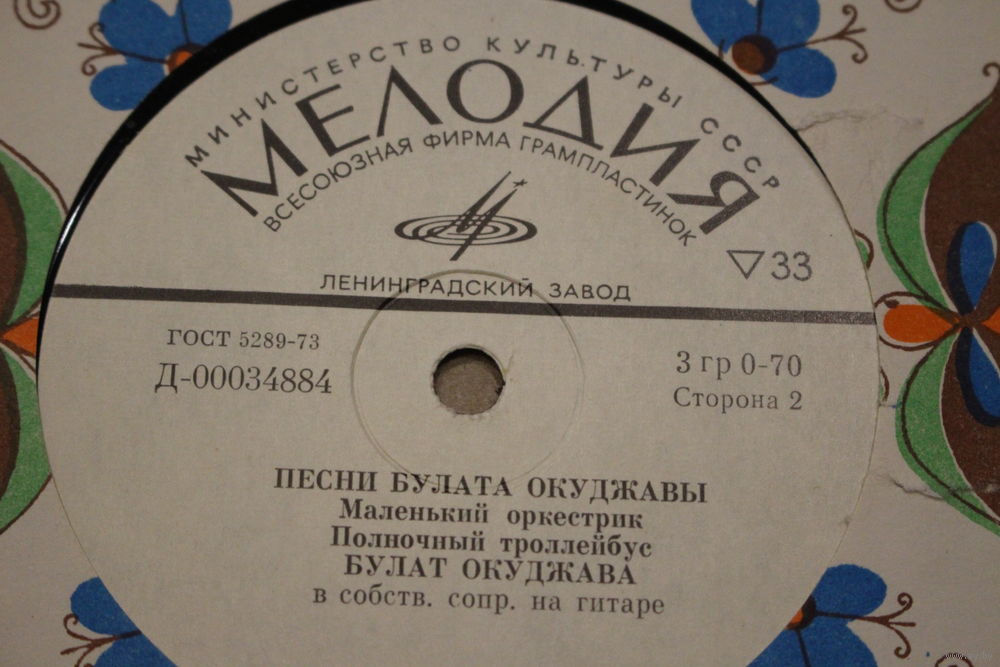 МИНИСТЕРСТВО КУЛЬТУРЫ СССР
МЕЛОДИЯ
ВСЕСОЮЗНАЯ ФИРМА ГРАМПЛАСТИНОК
▽33
ЛЕНИНГРАДСКИЙ ЗАВОД
ГОСТ 5289-73
Д-00034884
3 гр 0-70
Сторона 2
ПЕСНИ БУЛАТА ОКУДЖАВЫ
Маленький оркестрик
Полночный троллейбус
БУЛАТ ОКУДЖАВА
в собств. сопр. на гитаре